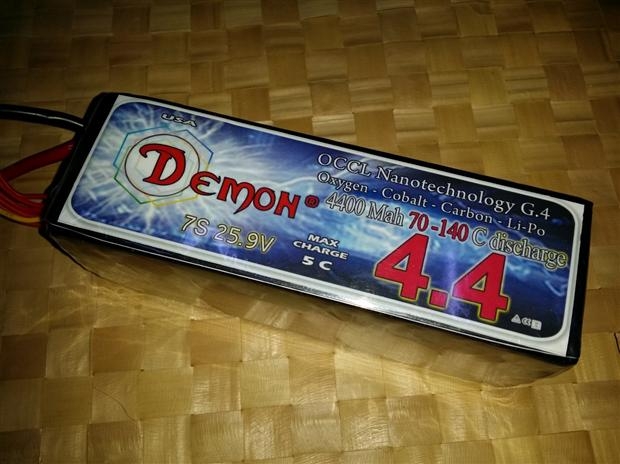 USA
DEMON®
OCCL Nanotechnology G.4
Oxygen - Cobalt - Carbon - Li-Po
4400 Mah 70-140 C discharge
7S 25.9V
MAX
CHARGE
5 C
4.4
CE